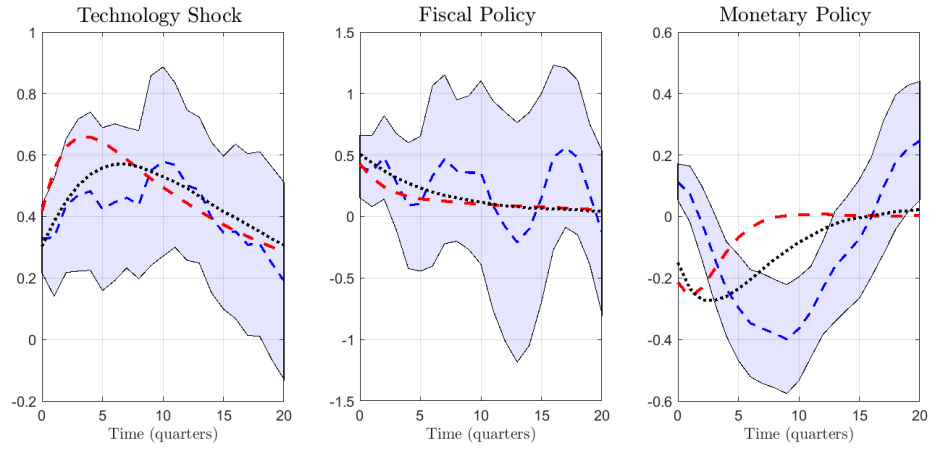 Technology Shock
1
0.8
0.6
0.4
0.2
0
-0.2
0 5 10 15 20
Time (quarters)
Fiscal Policy
1.5
1
0.5
0
-0.5
-1
-1.5
0 5 10 15 20
Time (quarters)
Monetary Policy
0.6
0.4
0.2
0
-0.2
-0.4
-0.6
0 5 10 15 20
Time (quarters)